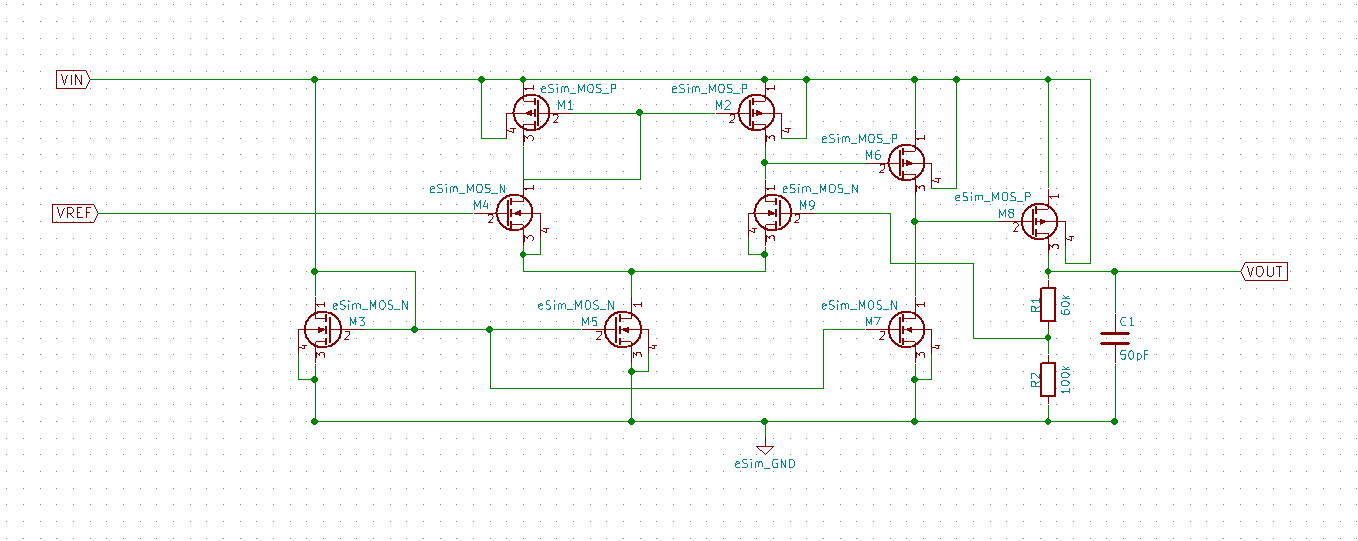 VIN
eSim_MOS_P
M1
1
2
3
4
eSim_MOS_P
M2
1
2
3
4
eSim_MOS_P
M6
1
2
3
4
eSim_MOS_P
M8
1
2
3
4
VREF
eSim_MOS_N
M4
1
2
3
4
eSim_MOS_N
M9
1
2
3
4
VOUT
eSim_MOS_N
M3
1
2
3
4
eSim_MOS_N
M5
1
2
3
4
eSim_MOS_N
M7
1
2
3
4
R1
60k
R2
100k
C1
50pF
eSim_GND